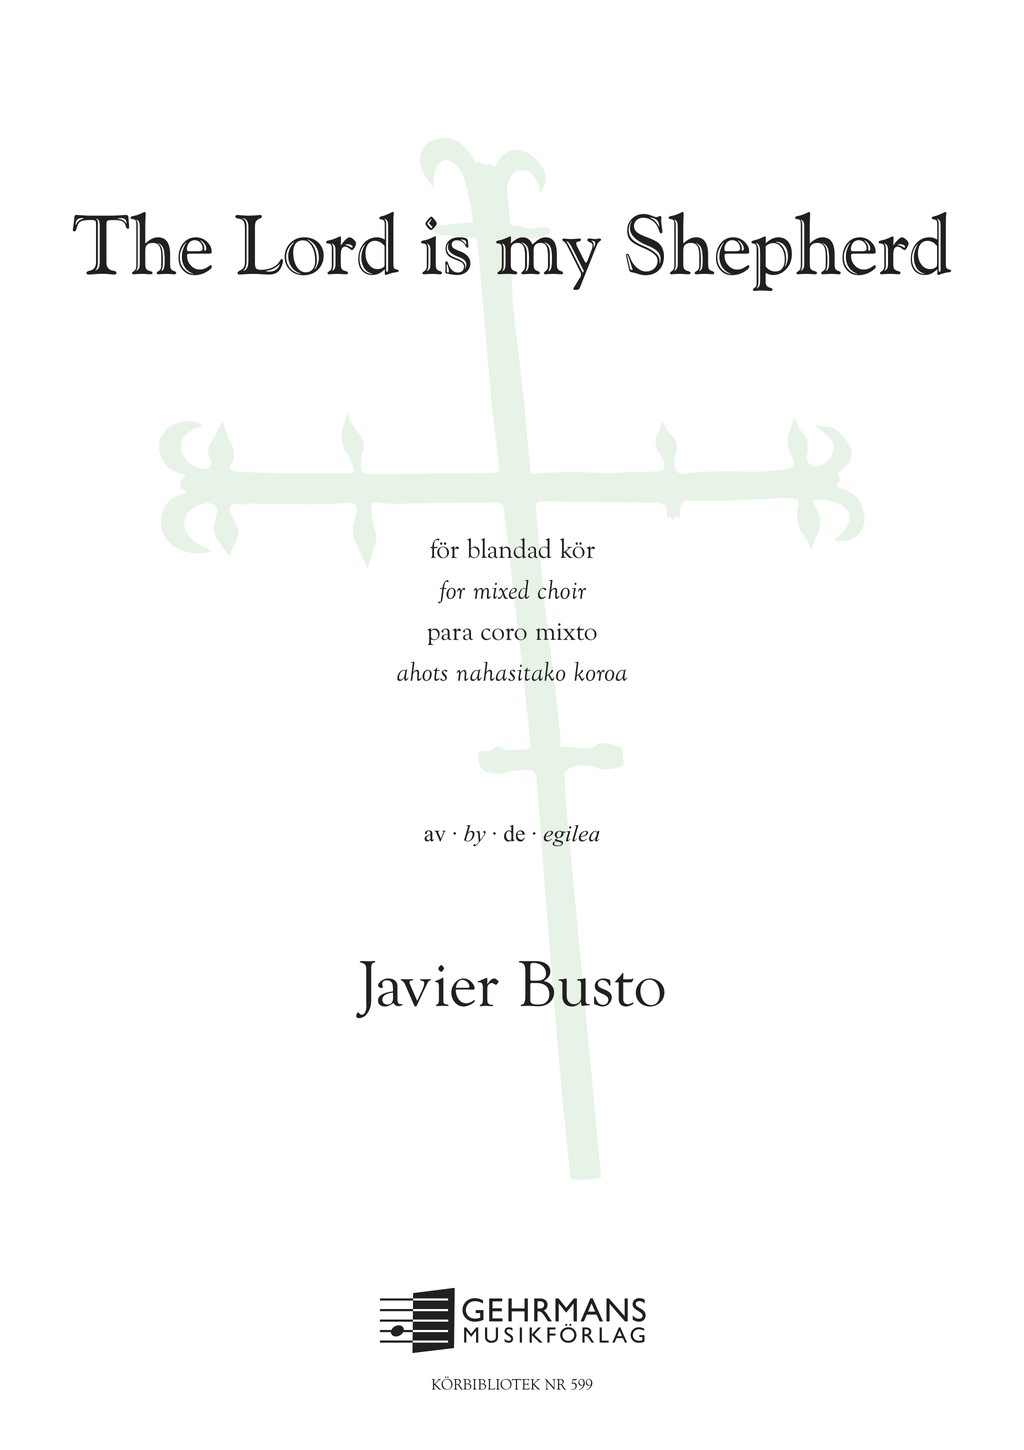 The Lord is my Shepherd
för blandad kör
for mixed choir
para coro mixto
ahots nahasitako koroa
av · by · de · egilea
Javier Busto
GEHRMANS
MUSIKFÖRLAG
KÖRBIBLIOTEK NR 599